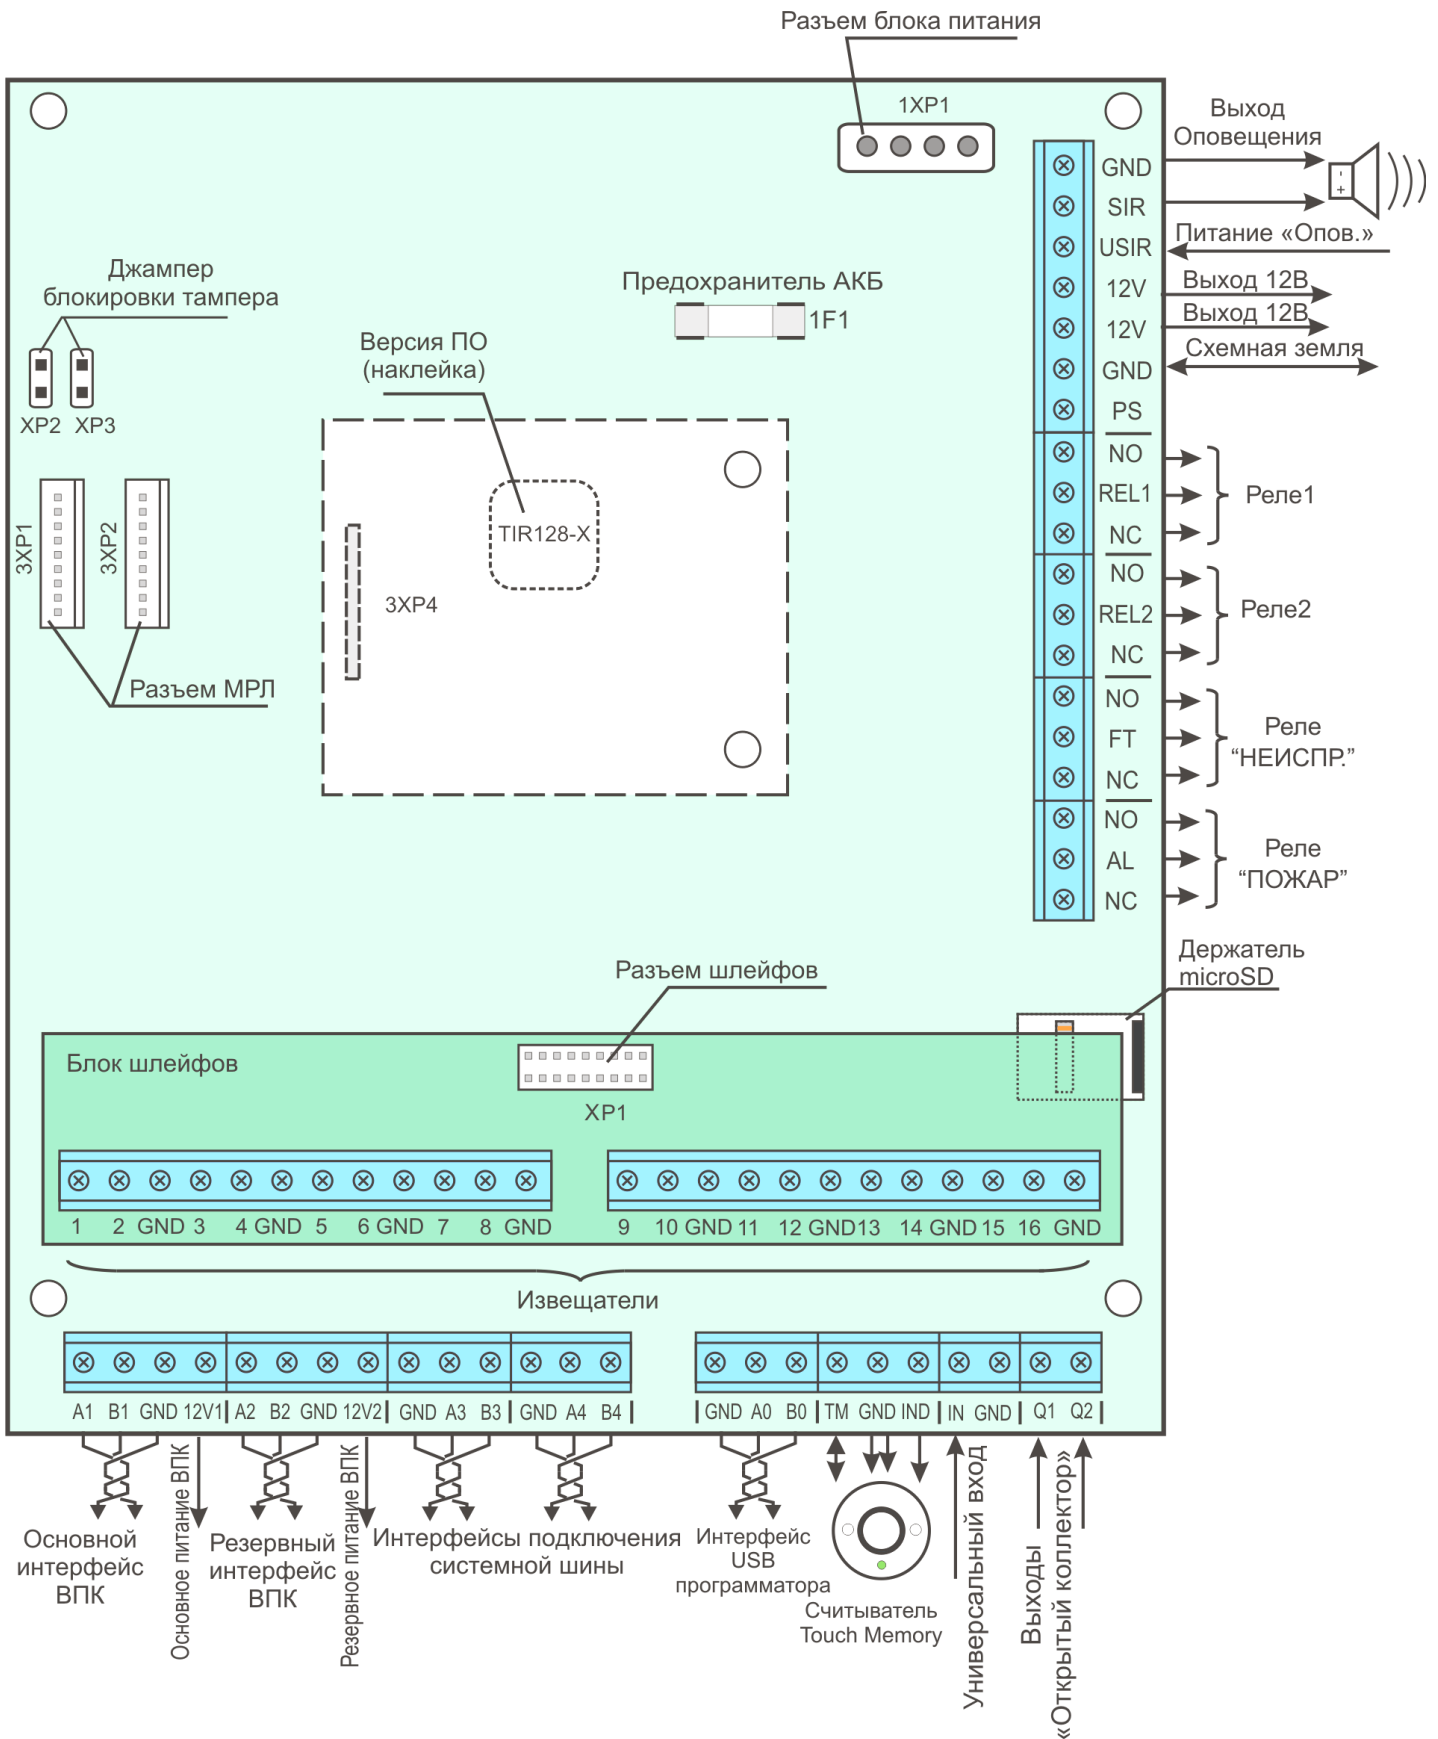 Разъем блока питания
1XP1
Выход
Оповещения
GND
SIR
- +
USIR
Питание «Опов.»
12V
Выход 12В
12V
Выход 12В
GND
Схемная земля
PS
NO
REL1
NC
Реле1
NO
REL2
NC
Реле2
NO
FT
NC
Реле
“НЕИСПР.”
NO
AL
NC
Реле
“ПОЖАР”
Джампер
блокировки тампера
XP2 XP3
Предохранитель АКБ
1F1
Версия ПО
(наклейка)
TIR128-X
3XP4
3XP1
3XP2
Разъем МРЛ
Держатель
microSD
Разъем шлейфов
Блок шлейфов
XP1
1 2 GND 3 4 GND 5 6 GND 7 8 GND
9 10 GND 11 12 GND 13 14 GND 15 16 GND
Извещатели
A1 B1 GND 12V1 A2 B2 GND 12V2 GND A3 B3 GND A4 B4
GND A0 B0 TM GND IND IN GND Q1 Q2
Основной
интерфейс
ВПК
Основное питание ВПК
Резервный
интерфейс
ВПК
Резервное питание ВПК
Интерфейсы подключения
системной шины
Интерфейс
USB
программатора
Считыватель
Touch Memory
Универсальный вход
Выходы
«Открытый коллектор»